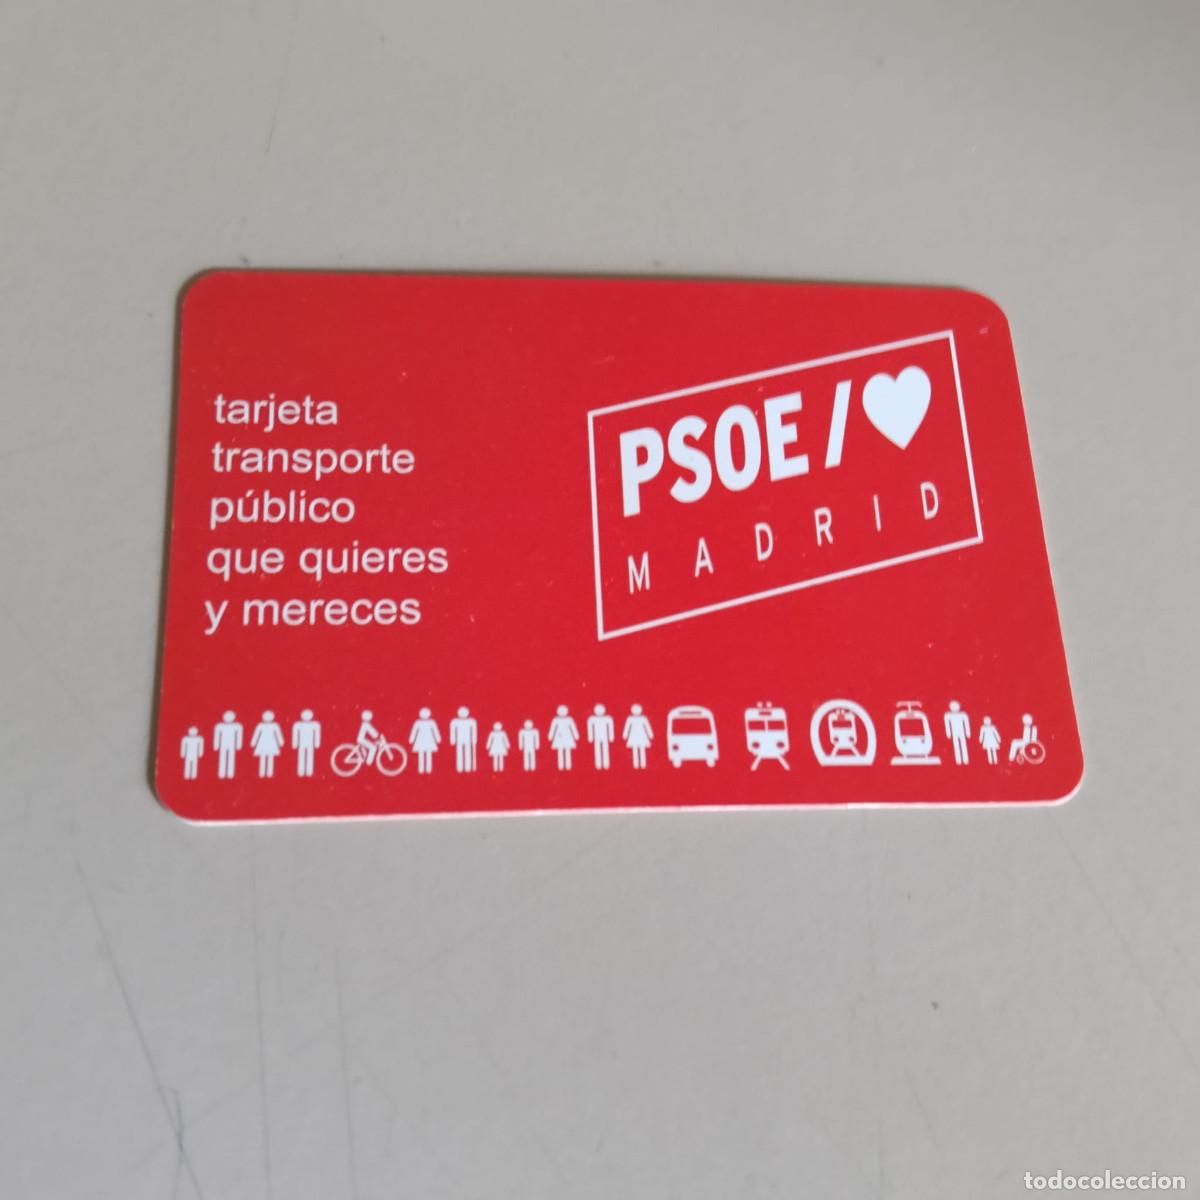 tarjeta
transporte
público
que quieres
y mereces
PSOE/
MADRID
todocoleccion